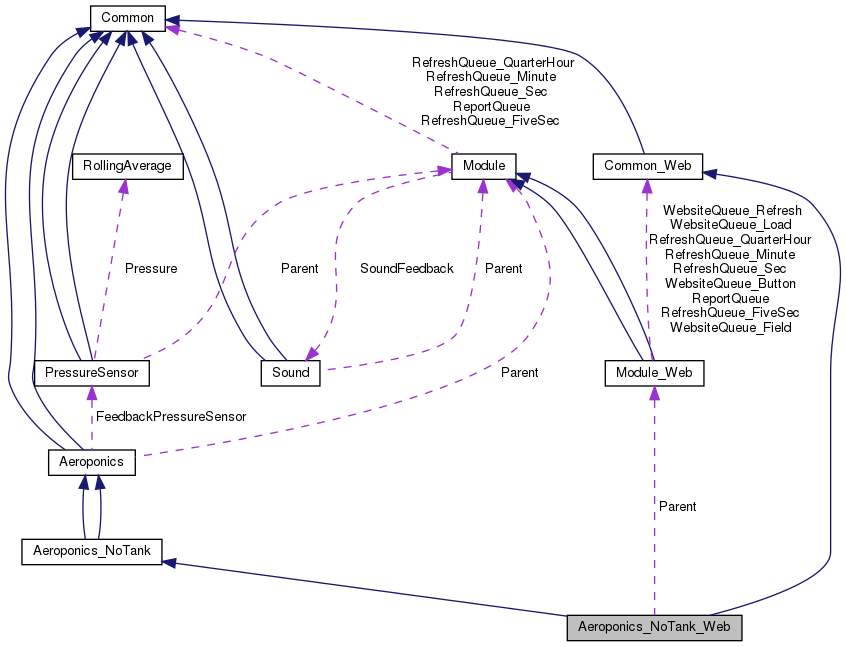 Common
RefreshQueue_QuarterHour
RefreshQueue_Minute
RefreshQueue_Sec
ReportQueue
RefreshQueue_FiveSec
RollingAverage
Module
Common_Web
WebsiteQueue_Refresh
WebsiteQueue_Load
RefreshQueue_QuarterHour
RefreshQueue_Minute
RefreshQueue_Sec
WebsiteQueue_Button
ReportQueue
RefreshQueue_FiveSec
WebsiteQueue_Field
Pressure
Parent
SoundFeedback
Parent
PressureSensor
Sound
Parent
Module_Web
FeedbackPressureSensor
Aeroponics
Parent
Aeroponics_NoTank
Aeroponics_NoTank_Web